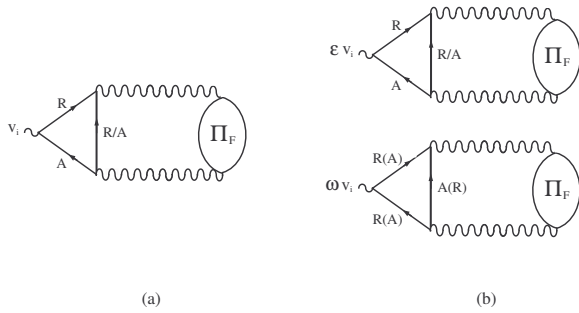 R
v_i
R/A
A
Π_F
(a)
R
ε v_i
R/A
A
Π_F
R(A)
ω v_i
A(R)
R(A)
Π_F
(b)